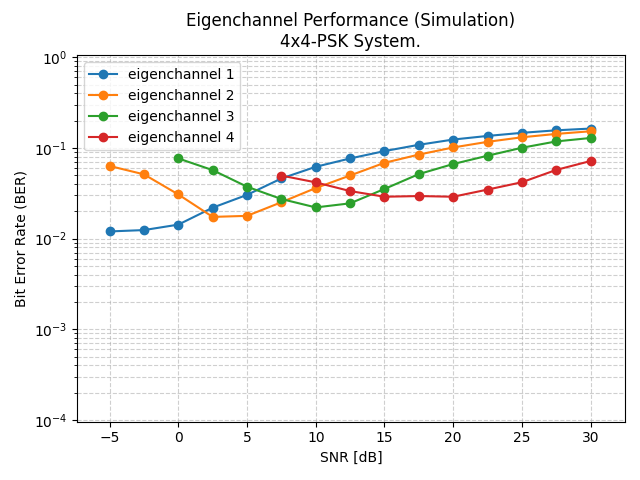 Eigenchannel Performance (Simulation)
4x4-PSK System.
10^0
10^-1
10^-2
10^-3
10^-4
Bit Error Rate (BER)
eigenchannel 1
eigenchannel 2
eigenchannel 3
eigenchannel 4
−5 0 5 10 15 20 25 30
SNR [dB]